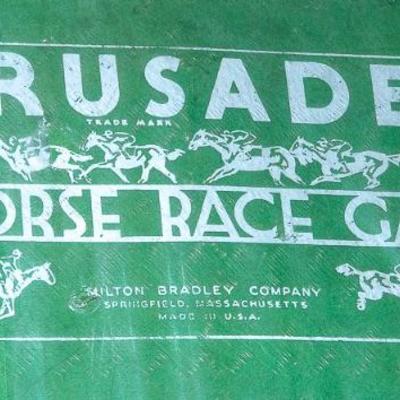 RUSADE
TRADE MARK
ORSE RACE GA
MILTON BRADLEY COMPANY
SPRINGFIELD, MASSACHUSETTS
MADE IN U.S.A.